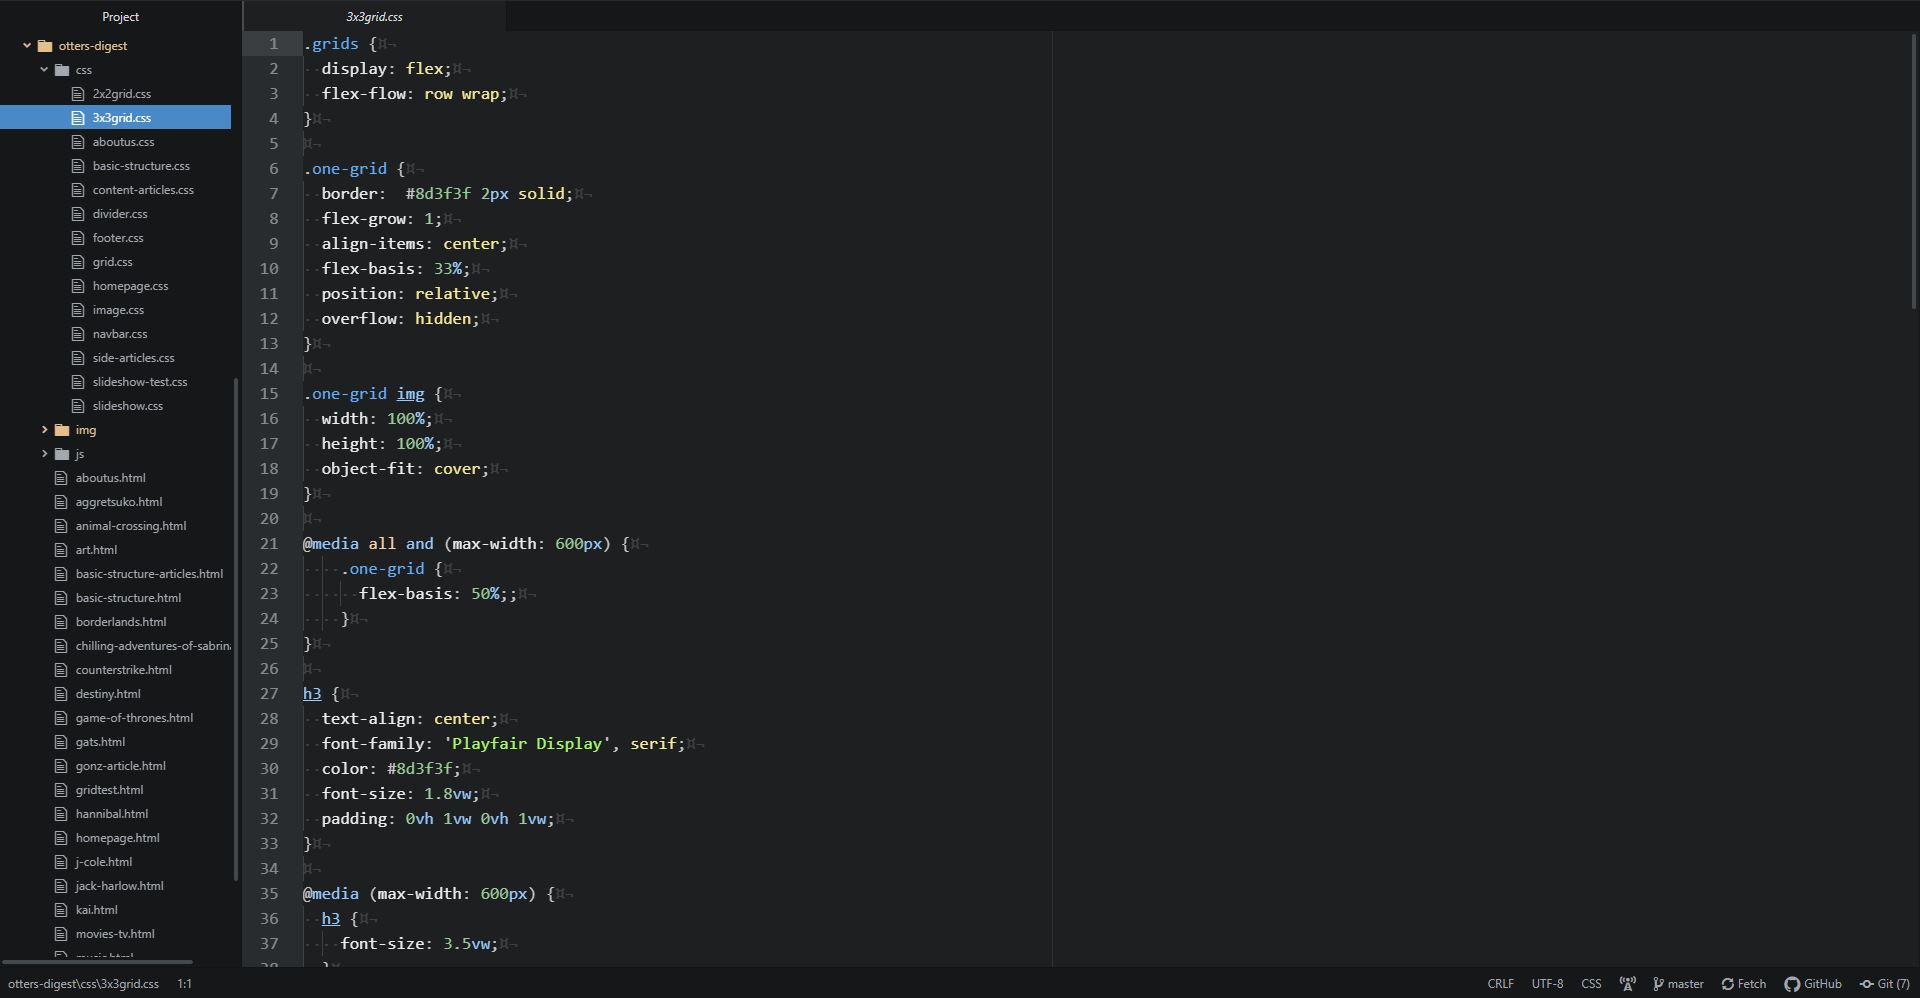 Project
otters-digest
css
2x2grid.css
3x3grid.css
aboutus.css
basic-structure.css
content-articles.css
divider.css
footer.css
grid.css
homepage.css
image.css
navbar.css
side-articles.css
slideshow-test.css
slideshow.css
img
js
aboutus.html
aggretsuko.html
animal-crossing.html
art.html
basic-structure-articles.html
basic-structure.html
borderlands.html
chilling-adventures-of-sabrina
counterstrike.html
destiny.html
game-of-thrones.html
gats.html
gonz-article.html
gridtest.html
hannibal.html
homepage.html
j-cole.html
jack-harlow.html
kai.html
movies-tv.html
3x3grid.css
1 .grids {¤¬
2 ··display: flex;¤¬
3 ··flex-flow: row wrap;¤¬
4 }¤¬
5 ¤¬
6 .one-grid {¤¬
7 ··border:  #8d3f3f 2px solid;¤¬
8 ··flex-grow: 1;¤¬
9 ··align-items: center;¤¬
10 ··flex-basis: 33%;¤¬
11 ··position: relative;¤¬
12 ··overflow: hidden;¤¬
13 }¤¬
14 ¤¬
15 .one-grid img {¤¬
16 ··width: 100%;¤¬
17 ··height: 100%;¤¬
18 ··object-fit: cover;¤¬
19 }¤¬
20 ¤¬
21 @media all and (max-width: 600px) {¤¬
22 ····.one-grid {¤¬
23 ······flex-basis: 50%;;¤¬
24 ····}¤¬
25 }¤¬
26 ¤¬
27 h3 {¤¬
28 ··text-align: center;¤¬
29 ··font-family: 'Playfair Display', serif;¤¬
30 ··color: #8d3f3f;¤¬
31 ··font-size: 1.8vw;¤¬
32 ··padding: 0vh 1vw 0vh 1vw;¤¬
33 }¤¬
34 ¤¬
35 @media (max-width: 600px) {¤¬
36 ··h3 {¤¬
37 ····font-size: 3.5vw;¤¬
otters-digest\css\3x3grid.css 1:1 CRLF UTF-8 CSS master Fetch GitHub Git (7)